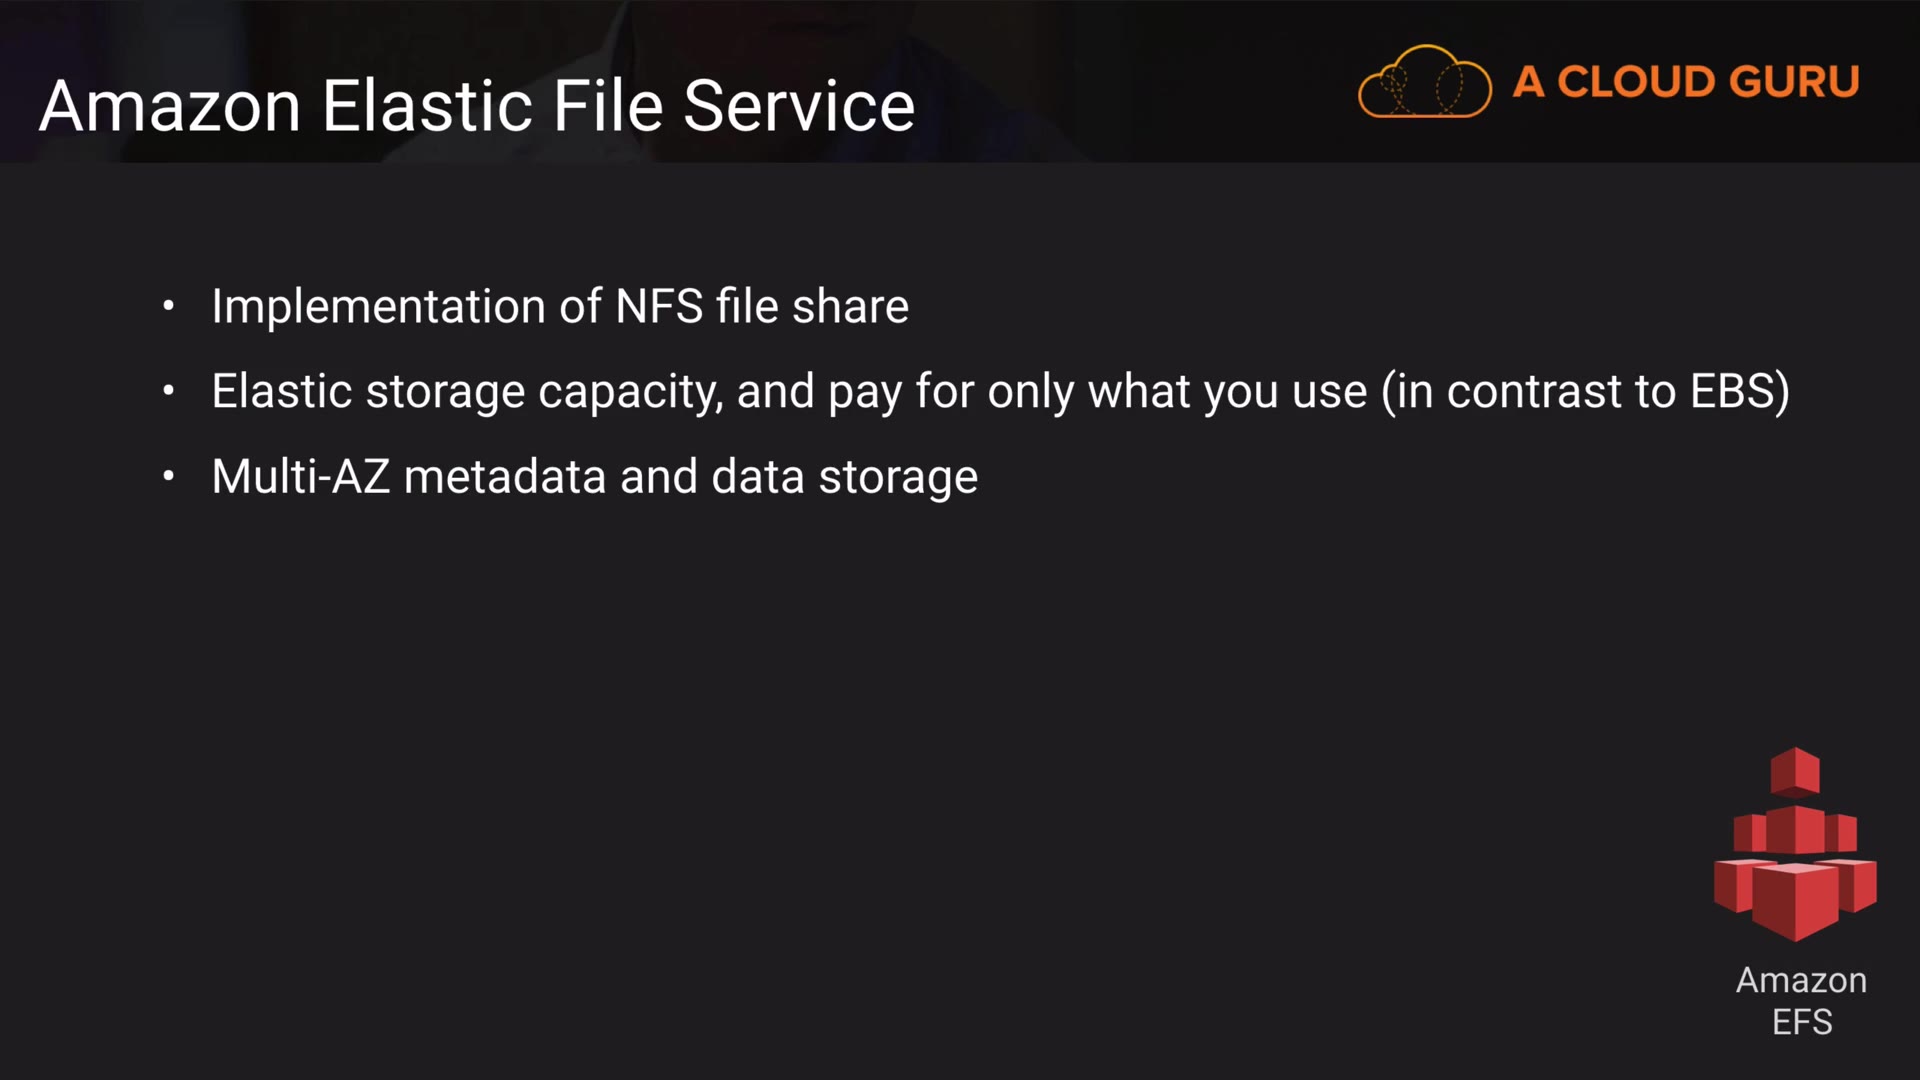 Amazon Elastic File Service
A CLOUD GURU
• Implementation of NFS file share
• Elastic storage capacity, and pay for only what you use (in contrast to EBS)
• Multi-AZ metadata and data storage
Amazon
EFS